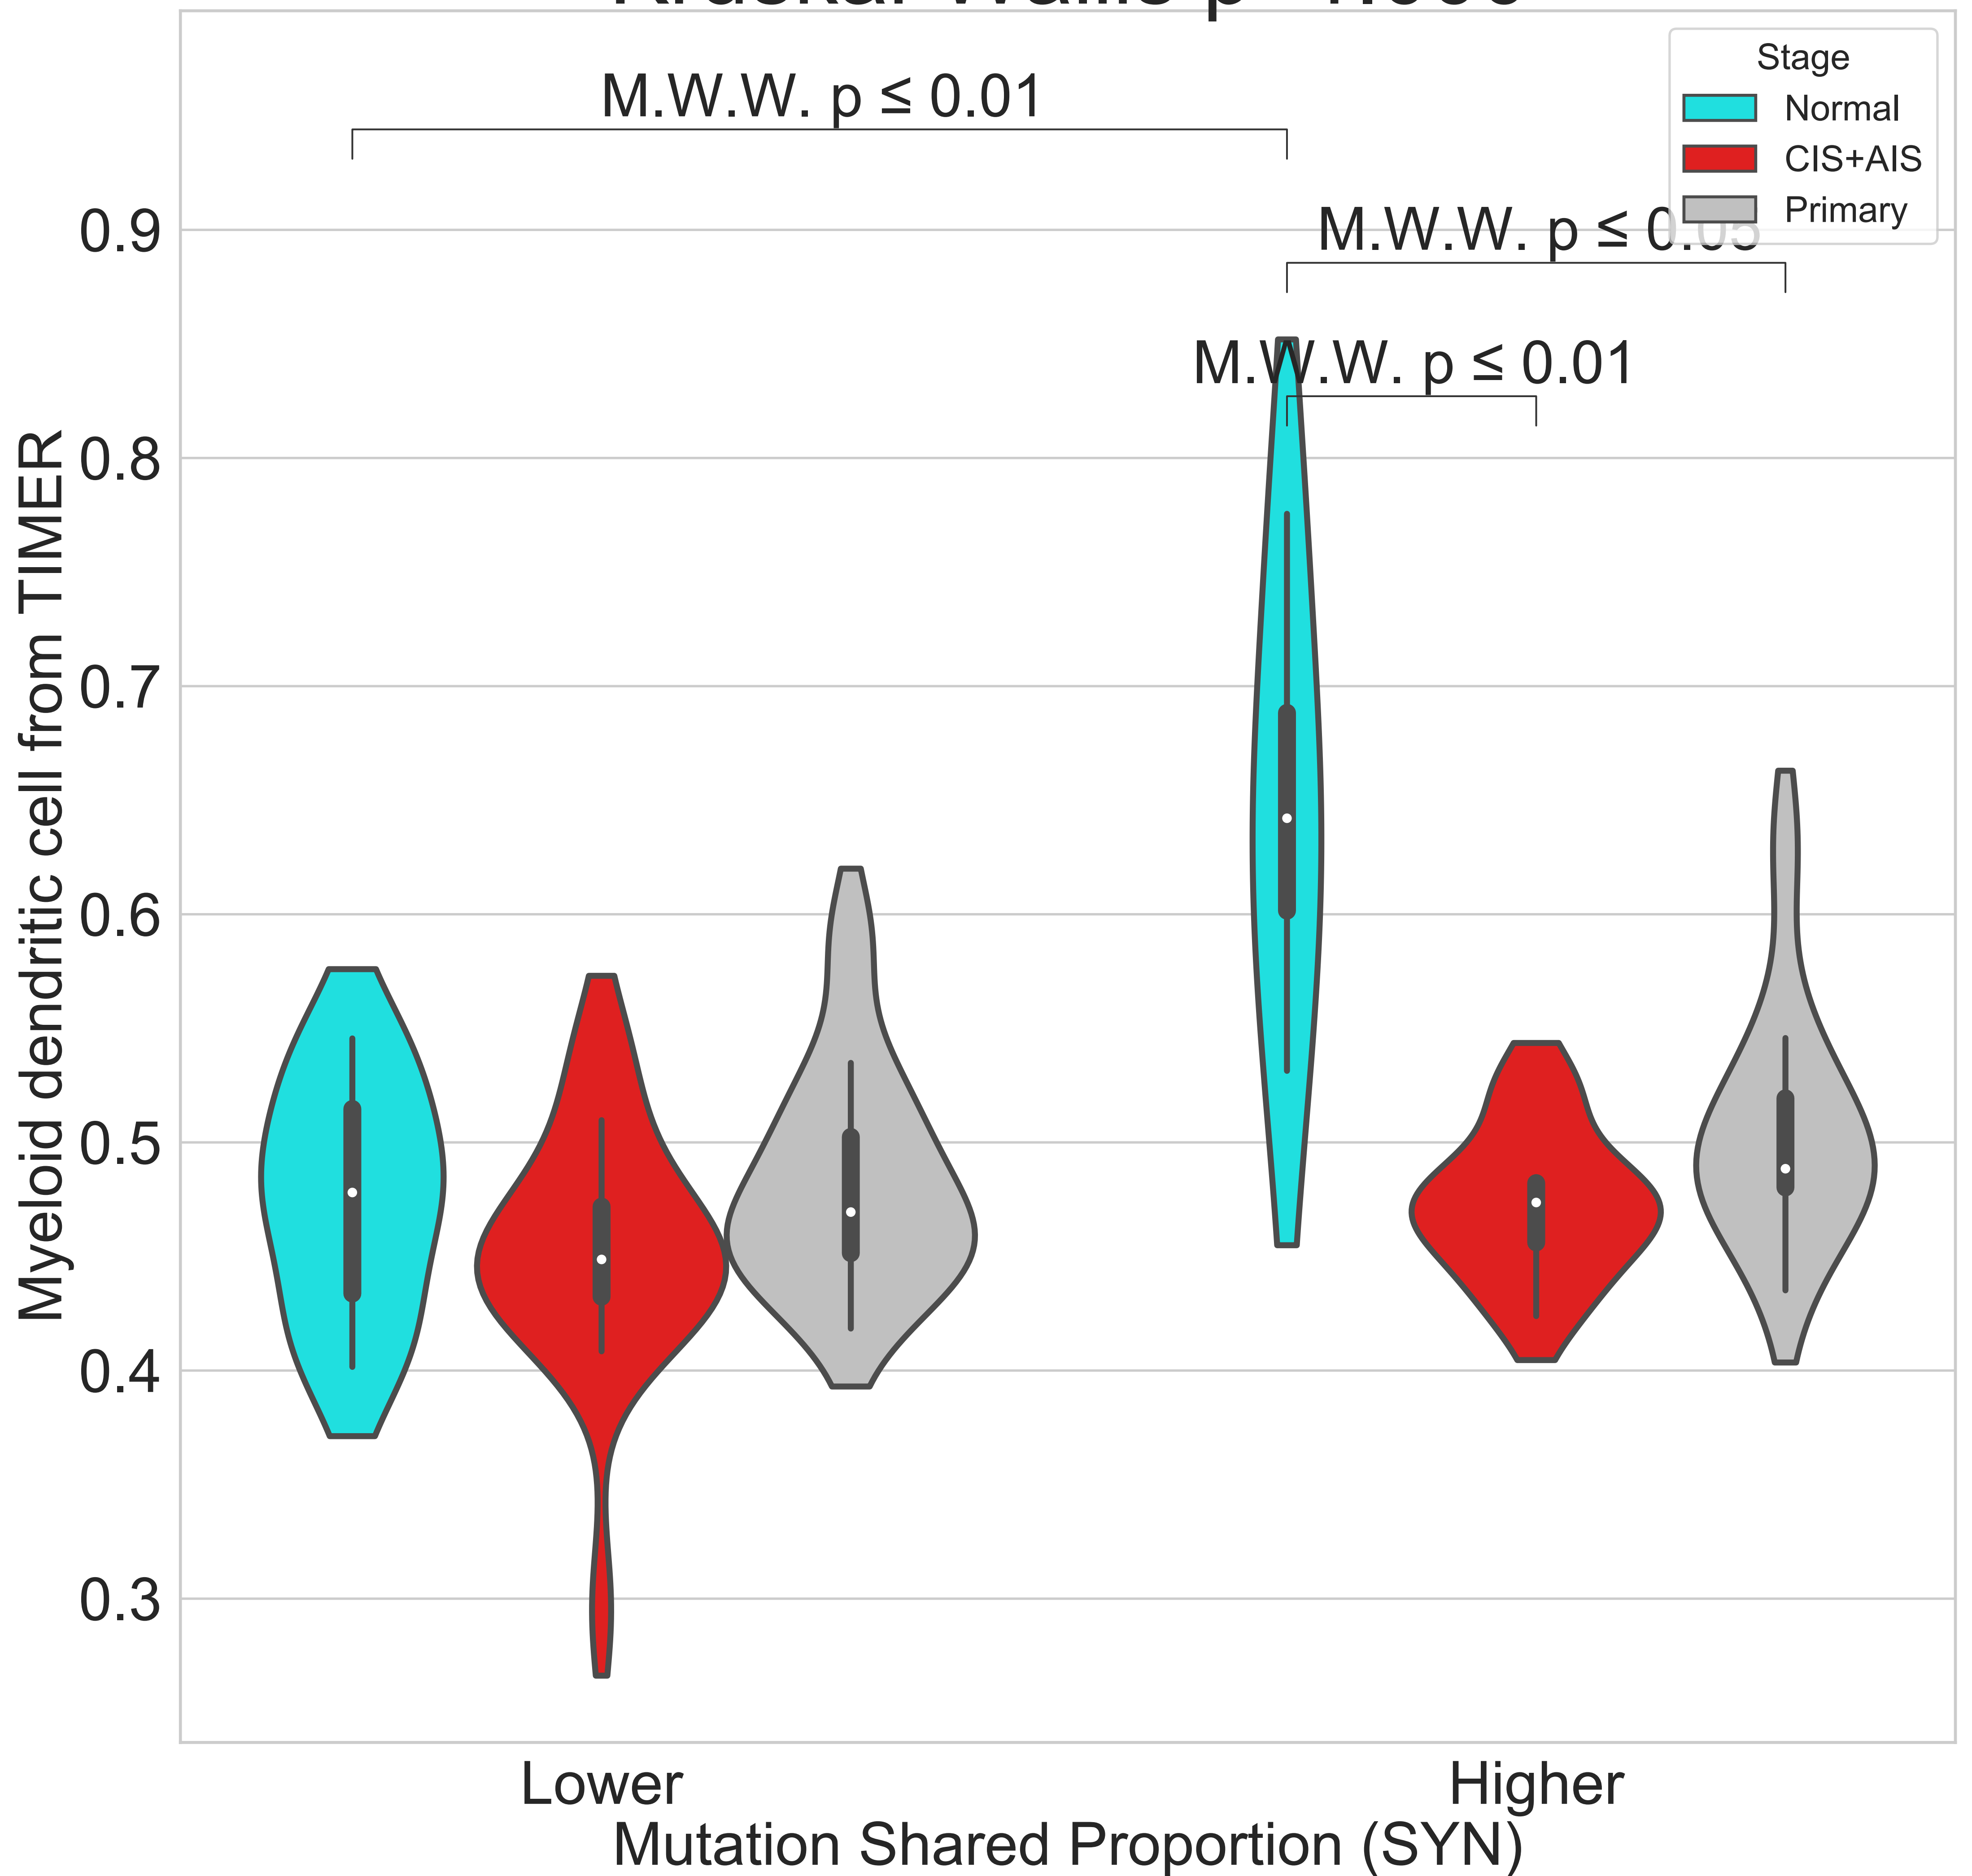 M.W.W. p ≤ 0.01
Stage
Normal
CIS+AIS
Primary
M.W.W. p ≤ 0.05
M.W.W. p ≤ 0.01
Myeloid dendritic cell from TIMER
0.9
0.8
0.7
0.6
0.5
0.4
0.3
Lower
Higher
Mutation Shared Proportion (SYN)